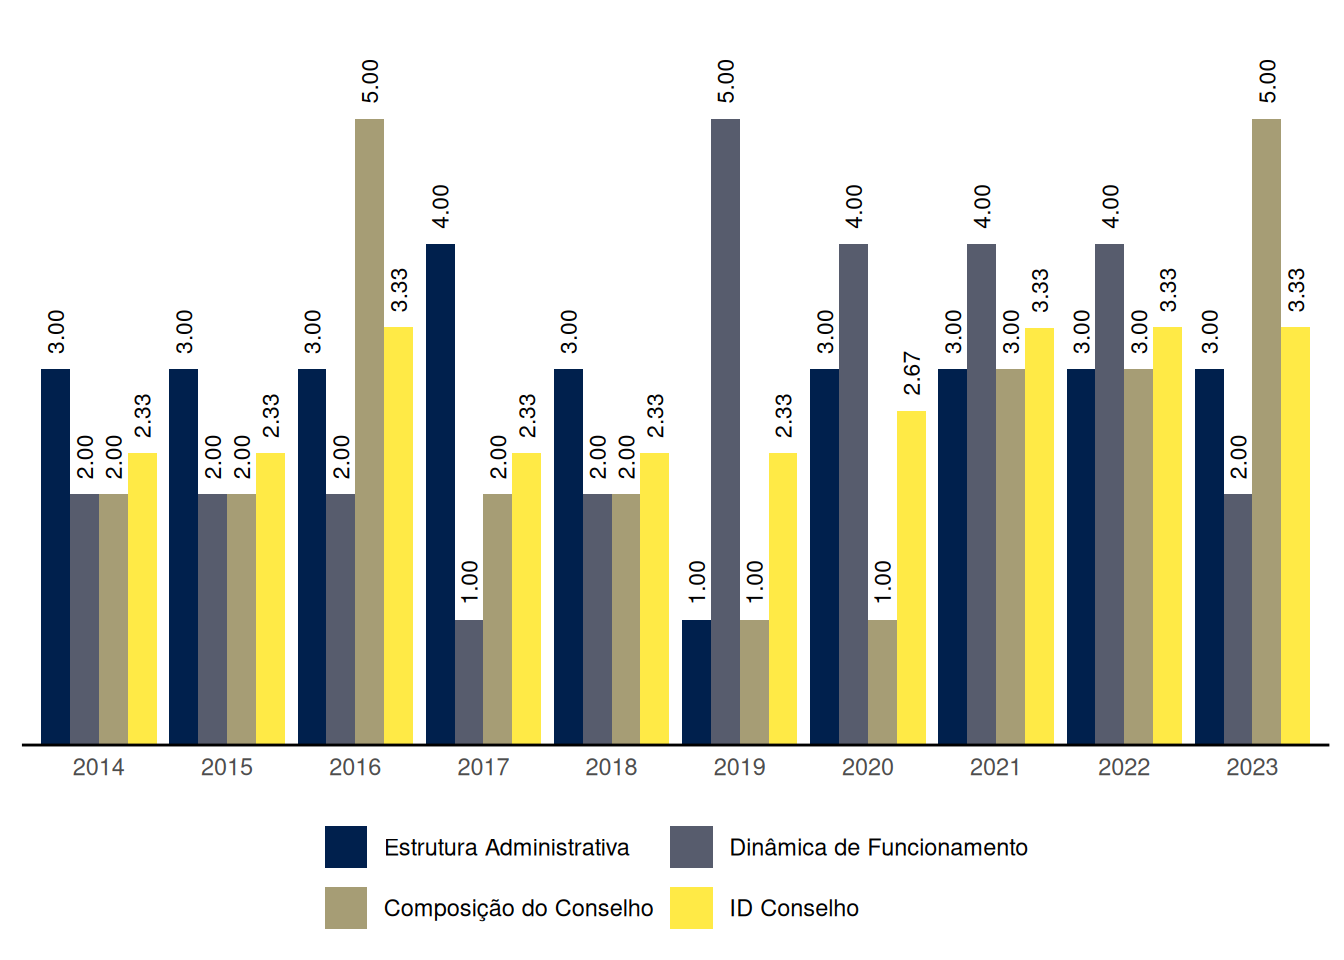 5.00 5.00 5.00
4.00 4.00 4.00 4.00
3.33 3.33 3.33 3.33
3.00 3.00 3.00 3.00 3.00 3.00 3.00 3.00 3.00 3.00
2.67
2.33 2.33 2.33 2.33 2.33
2.00 2.00 2.00 2.00 2.00 2.00 2.00 2.00 2.00
1.00 1.00 1.00 1.00
2014 2015 2016 2017 2018 2019 2020 2021 2022 2023
Estrutura Administrativa Dinâmica de Funcionamento
Composição do Conselho ID Conselho